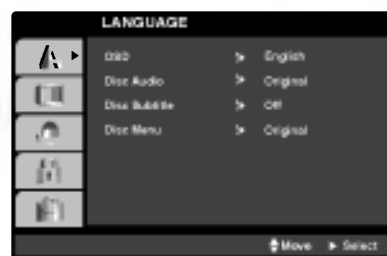 LANGUAGE
OSD English
Disc Audio Original
Disc Subtitle Off
Disc Menu Original
Move Select